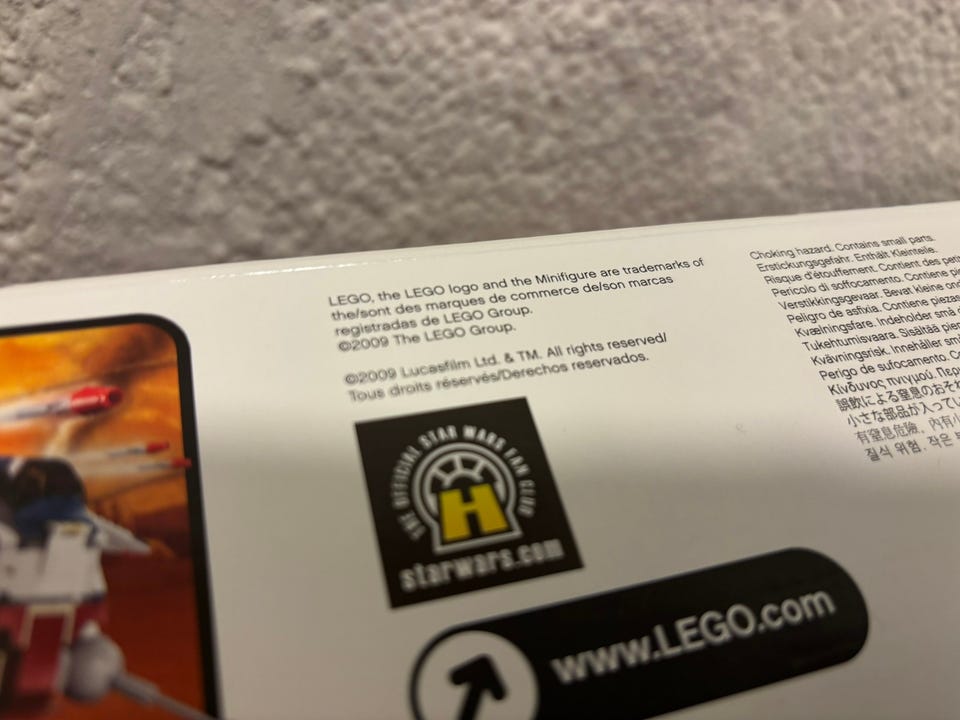 LEGO, the LEGO logo and the Minifigure are trademarks of
the/sont des marques de commerce de/son marcas
registradas de LEGO Group.
©2009 The LEGO Group.
©2009 Lucasfilm Ltd. & TM. All rights reserved/
Tous droits réservés/Derechos reservados.
THE OFFICIAL STAR WARS FAN CLUB
H
starwars.com
www.LEGO.com
Choking hazard. Contains small parts.
Erstickungsgefahr. Enthält Kleinteile.
Risque d'étouffement. Contient des
Pericolo di soffocamento. Contiene
Verstikkingsgevaar. Bevat kleine
Peligro de asfixia. Contiene
Kvælningsfare. Indeholder små
Tukehtumisvaara. Sisältää
Kvävningsrisk. Innehåller
Perigo de sufocamento.
Κίνδυνος πνιγμού.
誤飲による窒息のおそ
小さな部品が入ってい
有窒息危險, 內有小
질식 위험. 작은